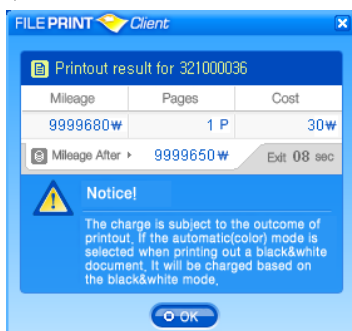 FILE PRINT Client
Printout result for 321000036
Mileage Pages Cost
9999680₩ 1 P 30₩
Mileage After 9999650₩ Exit 08 sec
Notice!
The charge is subject to the outcome of
printout. If the automatic(color) mode is
selected when printing out a black&white
document. It will be charged based on
the black&white mode.
OK